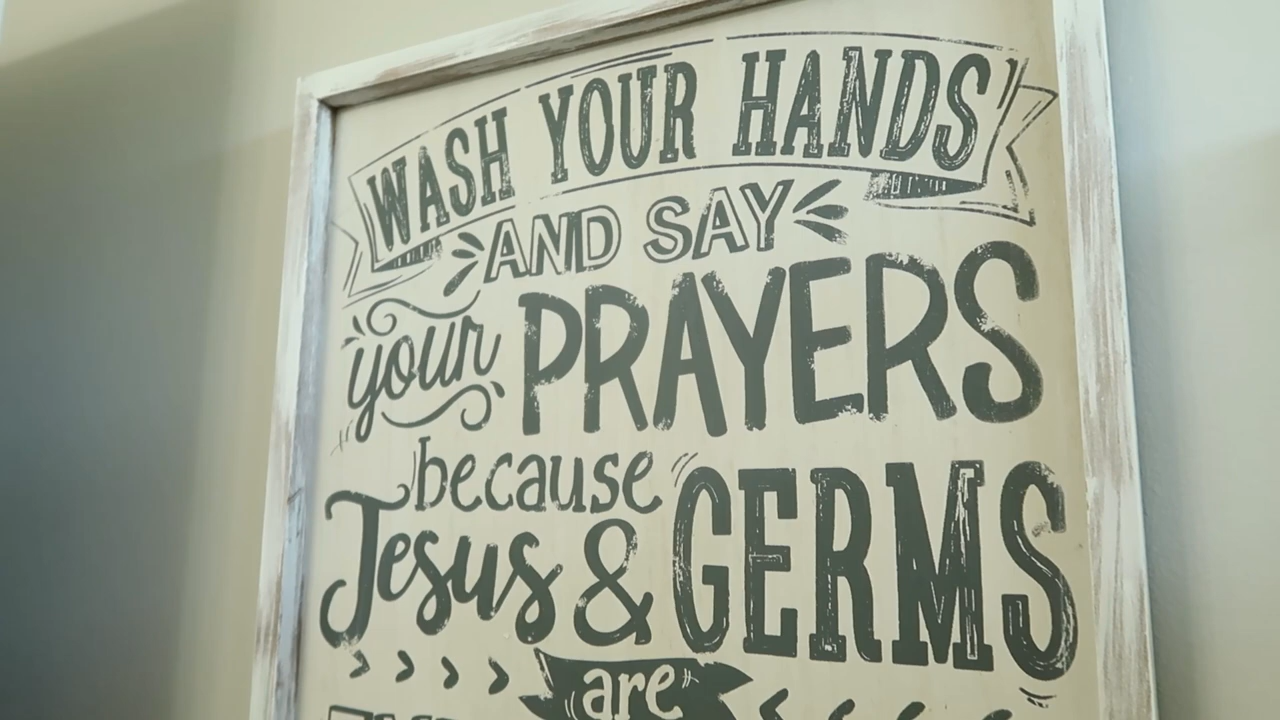 WASH YOUR HANDS
AND SAY
your PRAYERS
because
Jesus & GERMS
are